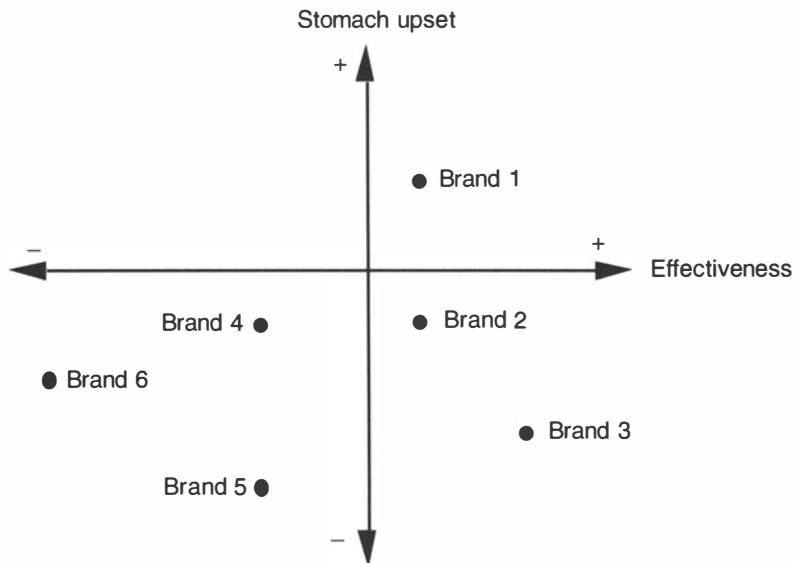 Stomach upset
+
Brand 1
–
+
Effectiveness
Brand 4
Brand 2
Brand 6
Brand 3
Brand 5
–